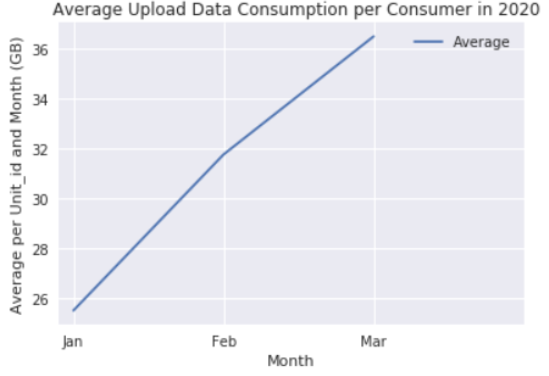 Average Upload Data Consumption per Consumer in 2020
Average
Average per Unit_id and Month (GB)
36
34
32
30
28
26
Jan Feb Mar
Month